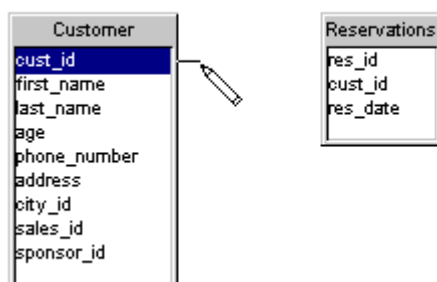 Customer
cust_id
first_name
last_name
age
phone_number
address
city_id
sales_id
sponsor_id
Reservations
res_id
cust_id
res_date